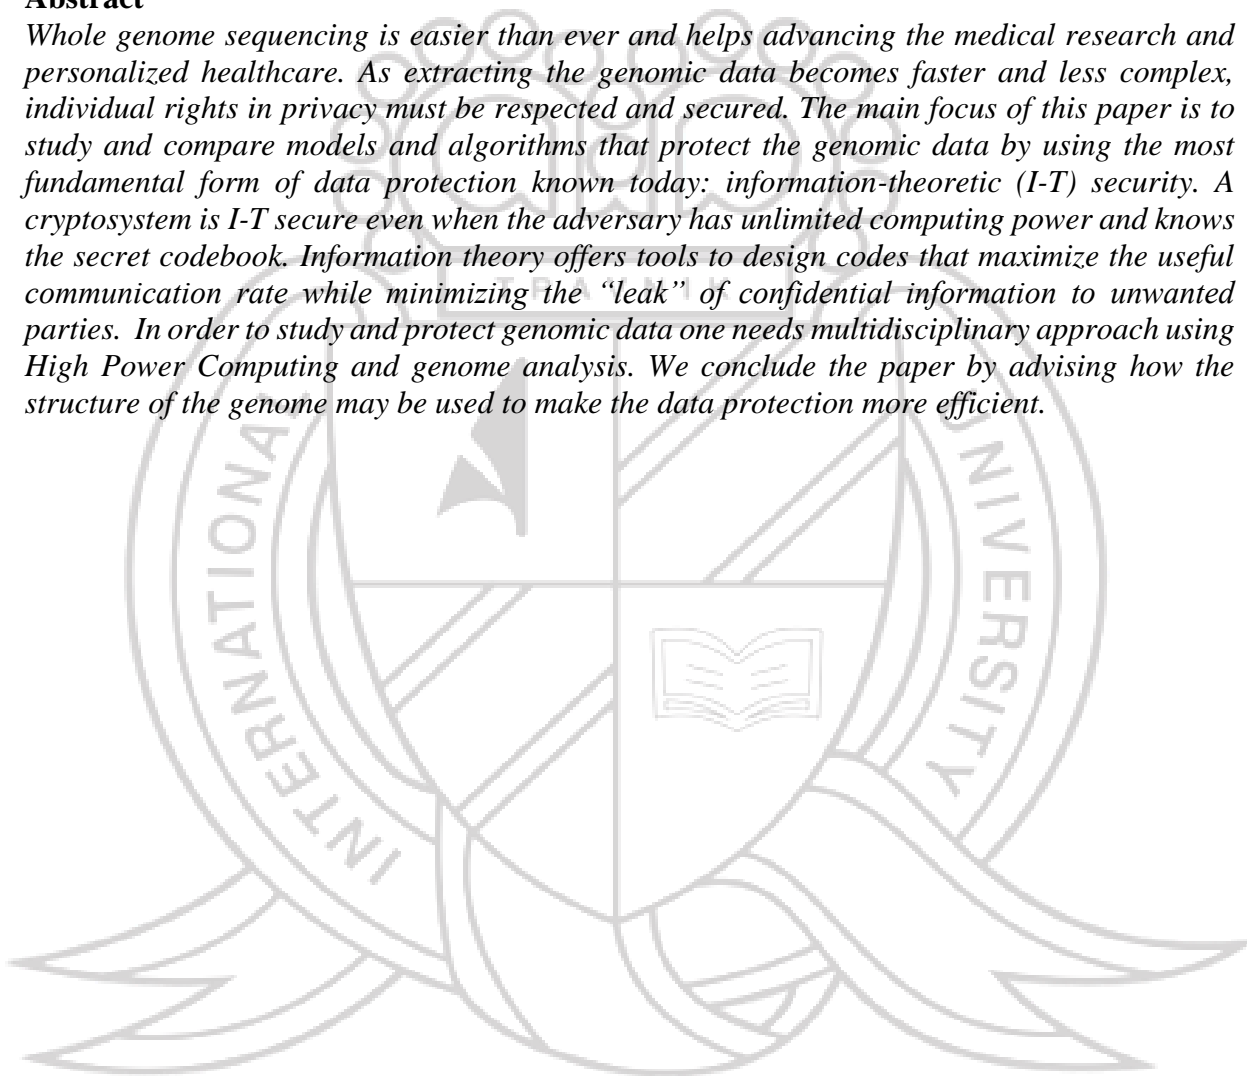 Abstract
Whole genome sequencing is easier than ever and helps advancing the medical research and
personalized healthcare. As extracting the genomic data becomes faster and less complex,
individual rights in privacy must be respected and secured. The main focus of this paper is to
study and compare models and algorithms that protect the genomic data by using the most
fundamental form of data protection known today: information-theoretic (I-T) security. A
cryptosystem is I-T secure even when the adversary has unlimited computing power and knows
the secret codebook. Information theory offers tools to design codes that maximize the useful
communication rate while minimizing the “leak” of confidential information to unwanted
parties. In order to study and protect genomic data one needs multidisciplinary approach using
High Power Computing and genome analysis. We conclude the paper by advising how the
structure of the genome may be used to make the data protection more efficient.
TRAVNIK
INTERNATIONAL
UNIVERSITY